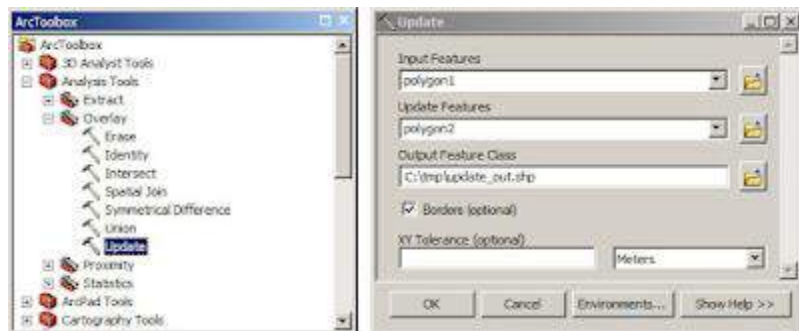 ArcToolbox
ArcToolbox
3D Analyst Tools
Analysis Tools
Extract
Overlay
Erase
Identity
Intersect
Spatial Join
Symmetrical Difference
Union
Update
Proximity
Statistics
ArcPad Tools
Cartography Tools
Update
Input Features
polygon1
Update Features
polygon2
Output Feature Class
C:\tmp\update_out.shp
Borders (optional)
XY Tolerance (optional)
Meters
OK
Cancel
Environments...
Show Help >>